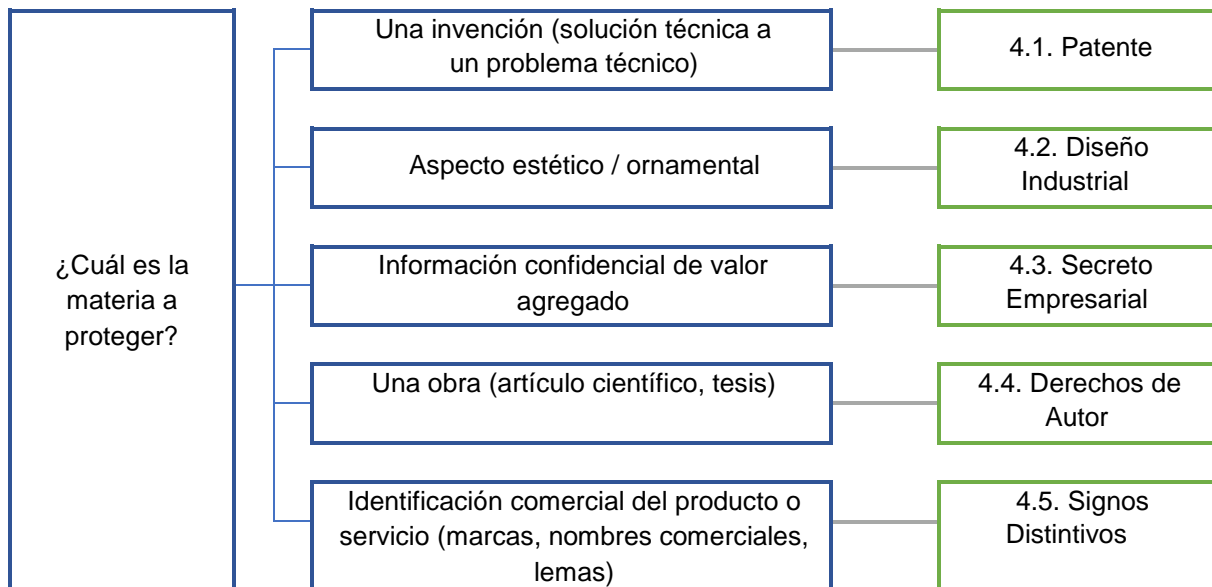 ¿Cuál es la
materia a
proteger?
Una invención (solución técnica a
un problema técnico)
4.1. Patente
Aspecto estético / ornamental
4.2. Diseño
Industrial
Información confidencial de valor
agregado
4.3. Secreto
Empresarial
Una obra (artículo científico, tesis)
4.4. Derechos de
Autor
Identificación comercial del producto o
servicio (marcas, nombres comerciales,
lemas)
4.5. Signos
Distintivos